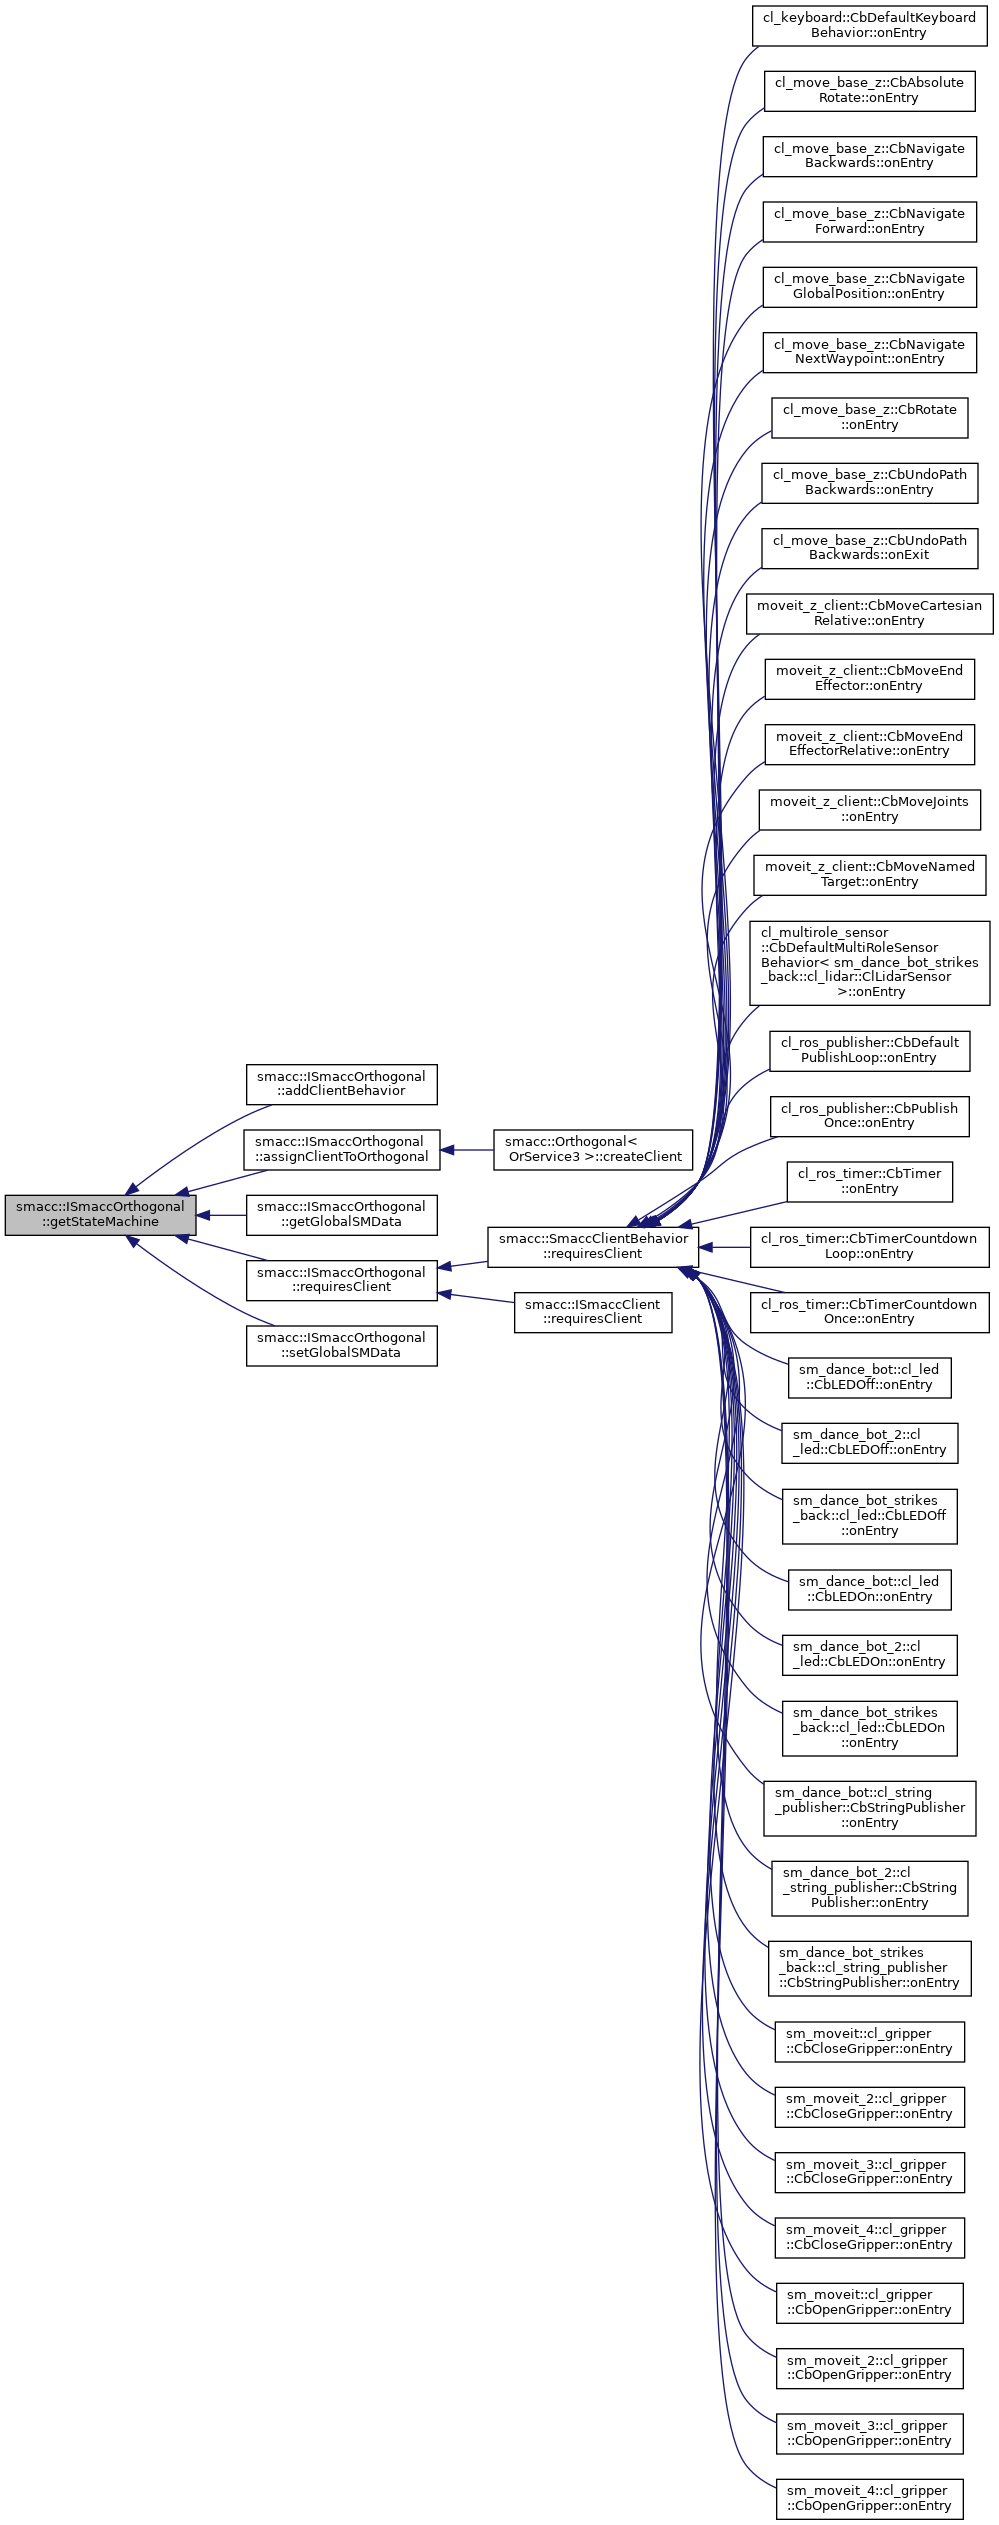 smacc::ISmaccOrthogonal
::getStateMachine
smacc::ISmaccOrthogonal
::addClientBehavior
smacc::ISmaccOrthogonal
::assignClientToOrthogonal
smacc::ISmaccOrthogonal
::getGlobalSMData
smacc::ISmaccOrthogonal
::requiresClient
smacc::ISmaccOrthogonal
::setGlobalSMData
smacc::Orthogonal<
OrService3 >::createClient
smacc::SmaccClientBehavior
::requiresClient
smacc::ISmaccClient
::requiresClient
cl_keyboard::CbDefaultKeyboard
Behavior::onEntry
cl_move_base_z::CbAbsolute
Rotate::onEntry
cl_move_base_z::CbNavigate
Backwards::onEntry
cl_move_base_z::CbNavigate
Forward::onEntry
cl_move_base_z::CbNavigate
GlobalPosition::onEntry
cl_move_base_z::CbNavigate
NextWaypoint::onEntry
cl_move_base_z::CbRotate
::onEntry
cl_move_base_z::CbUndoPath
Backwards::onEntry
cl_move_base_z::CbUndoPath
Backwards::onExit
moveit_z_client::CbMoveCartesian
Relative::onEntry
moveit_z_client::CbMoveEnd
Effector::onEntry
moveit_z_client::CbMoveEnd
EffectorRelative::onEntry
moveit_z_client::CbMoveJoints
::onEntry
moveit_z_client::CbMoveNamed
Target::onEntry
cl_multirole_sensor
::CbDefaultMultiRoleSensor
Behavior< sm_dance_bot_strikes
_back::cl_lidar::ClLidarSensor
>::onEntry
cl_ros_publisher::CbDefault
PublishLoop::onEntry
cl_ros_publisher::CbPublish
Once::onEntry
cl_ros_timer::CbTimer
::onEntry
cl_ros_timer::CbTimerCountdown
Loop::onEntry
cl_ros_timer::CbTimerCountdown
Once::onEntry
sm_dance_bot::cl_led
::CbLEDOff::onEntry
sm_dance_bot_2::cl
_led::CbLEDOff::onEntry
sm_dance_bot_strikes
_back::cl_led::CbLEDOff
::onEntry
sm_dance_bot::cl_led
::CbLEDOn::onEntry
sm_dance_bot_2::cl
_led::CbLEDOn::onEntry
sm_dance_bot_strikes
_back::cl_led::CbLEDOn
::onEntry
sm_dance_bot::cl_string
_publisher::CbStringPublisher
::onEntry
sm_dance_bot_2::cl
_string_publisher::CbString
Publisher::onEntry
sm_dance_bot_strikes
_back::cl_string_publisher
::CbStringPublisher::onEntry
sm_moveit::cl_gripper
::CbCloseGripper::onEntry
sm_moveit_2::cl_gripper
::CbCloseGripper::onEntry
sm_moveit_3::cl_gripper
::CbCloseGripper::onEntry
sm_moveit_4::cl_gripper
::CbCloseGripper::onEntry
sm_moveit::cl_gripper
::CbOpenGripper::onEntry
sm_moveit_2::cl_gripper
::CbOpenGripper::onEntry
sm_moveit_3::cl_gripper
::CbOpenGripper::onEntry
sm_moveit_4::cl_gripper
::CbOpenGripper::onEntry